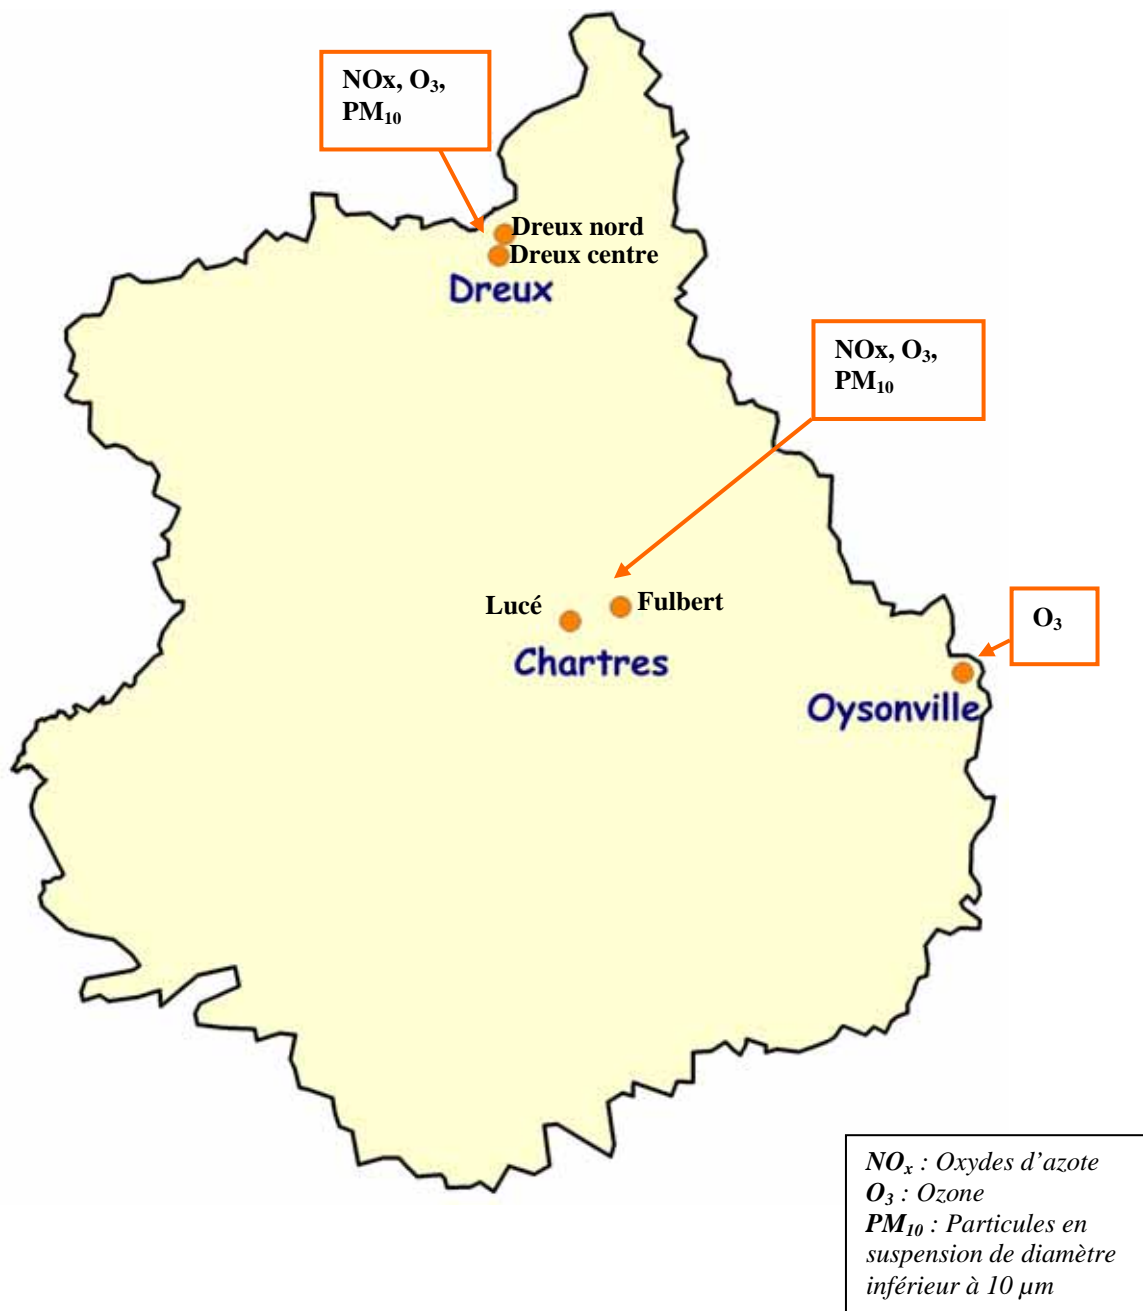 NOx, O₃,
PM₁₀
Dreux nord
Dreux centre
Dreux
NOx, O₃,
PM₁₀
Lucé
Fulbert
Chartres
O₃
Oysonville
NOₓ : Oxydes d'azote
O₃ : Ozone
PM₁₀ : Particules en
suspension de diamètre
inférieur à 10 µm